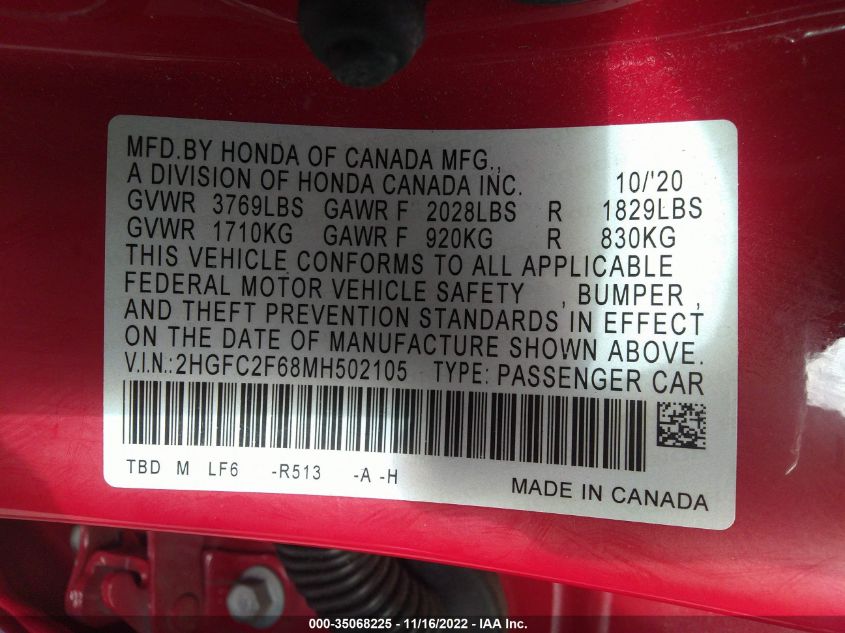 MFD.BY HONDA OF CANADA MFG.,
A DIVISION OF HONDA CANADA INC. 10/'20
GVWR 3769LBS GAWR F 2028LBS R 1829LBS
GVWR 1710KG GAWR F 920KG R 830KG
THIS VEHICLE CONFORMS TO ALL APPLICABLE
FEDERAL MOTOR VEHICLE SAFETY , BUMPER ,
AND THEFT PREVENTION STANDARDS IN EFFECT
ON THE DATE OF MANUFACTURE SHOWN ABOVE.
V.I.N.:2HGFC2F68MH502105 TYPE: PASSENGER CAR
TBD M LF6 -R513 -A -H
MADE IN CANADA
000-35068225 - 11/16/2022 - IAA Inc.